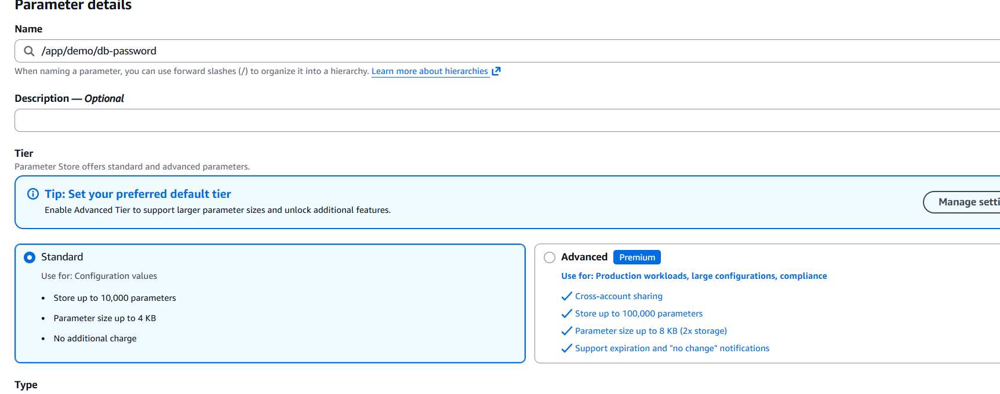 Parameter details
Name
/app/demo/db-password
When naming a parameter, you can use forward slashes (/) to organize it into a hierarchy. Learn more about hierarchies
Description — Optional
Tier
Parameter Store offers standard and advanced parameters.
Tip: Set your preferred default tier
Enable Advanced Tier to support larger parameter sizes and unlock additional features.
Manage setti
Standard
Use for: Configuration values
• Store up to 10,000 parameters
• Parameter size up to 4 KB
• No additional charge
Advanced Premium
Use for: Production workloads, large configurations, compliance
Cross-account sharing
Store up to 100,000 parameters
Parameter size up to 8 KB (2x storage)
Support expiration and "no change" notifications
Type